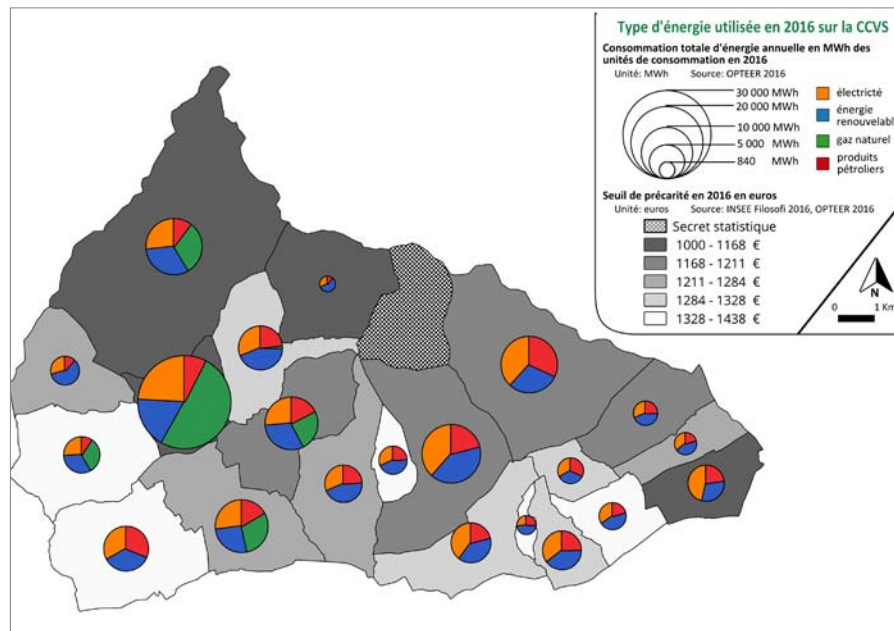 Type d'énergie utilisée en 2016 sur la CCVS
Consommation totale d'énergie annuelle en MWh des
unités de consommation en 2016
Unité: MWh Source: OPTEER 2016
30 000 MWh
20 000 MWh
10 000 MWh
5 000 MWh
840 MWh
électricté
énergie
renouvelabl
gaz naturel
produits
pétroliers
Seuil de précarité en 2016 en euros
Unité: euros Source: INSEE Filosofi 2016, OPTEER 2016
Secret statistique
1000 - 1168 €
1168 - 1211 €
1211 - 1284 €
1284 - 1328 €
1328 - 1438 €
N
0 1 Km